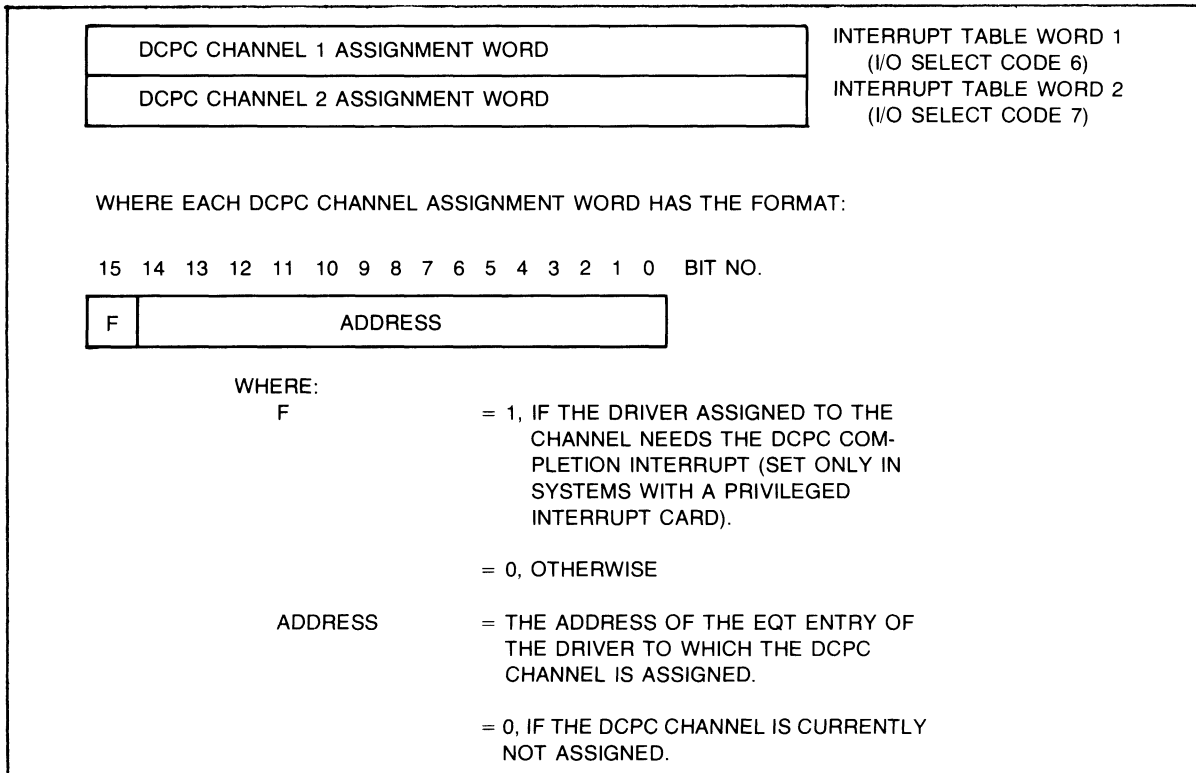 DCPC CHANNEL 1 ASSIGNMENT WORD
INTERRUPT TABLE WORD 1
(I/O SELECT CODE 6)
DCPC CHANNEL 2 ASSIGNMENT WORD
INTERRUPT TABLE WORD 2
(I/O SELECT CODE 7)
WHERE EACH DCPC CHANNEL ASSIGNMENT WORD HAS THE FORMAT:
15 14 13 12 11 10 9 8 7 6 5 4 3 2 1 0 BIT NO.
F ADDRESS
WHERE:
F = 1, IF THE DRIVER ASSIGNED TO THE
CHANNEL NEEDS THE DCPC COM-
PLETION INTERRUPT (SET ONLY IN
SYSTEMS WITH A PRIVILEGED
INTERRUPT CARD).
= 0, OTHERWISE
ADDRESS = THE ADDRESS OF THE EQT ENTRY OF
THE DRIVER TO WHICH THE DCPC
CHANNEL IS ASSIGNED.
= 0, IF THE DCPC CHANNEL IS CURRENTLY
NOT ASSIGNED.